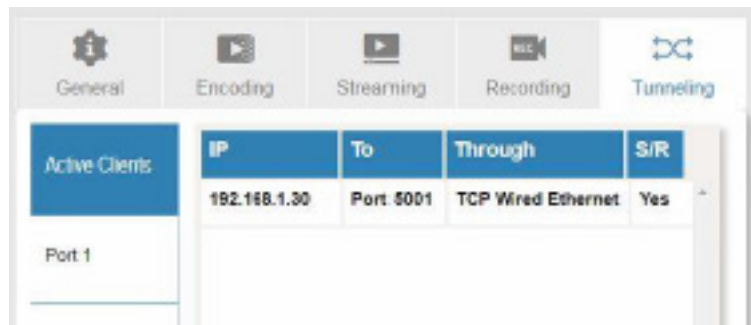 General Encoding Streaming Recording Tunneling
Active Clients
IP To Through S/R
192.168.1.30 Port 5001 TCP Wired Ethernet Yes
Port 1